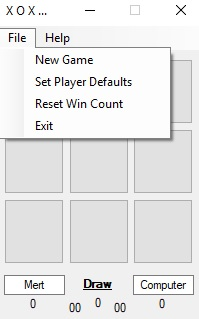 X O X ...
File Help
New Game
Set Player Defaults
Reset Win Count
Exit
Mert Draw Computer
0 00 0 00 0